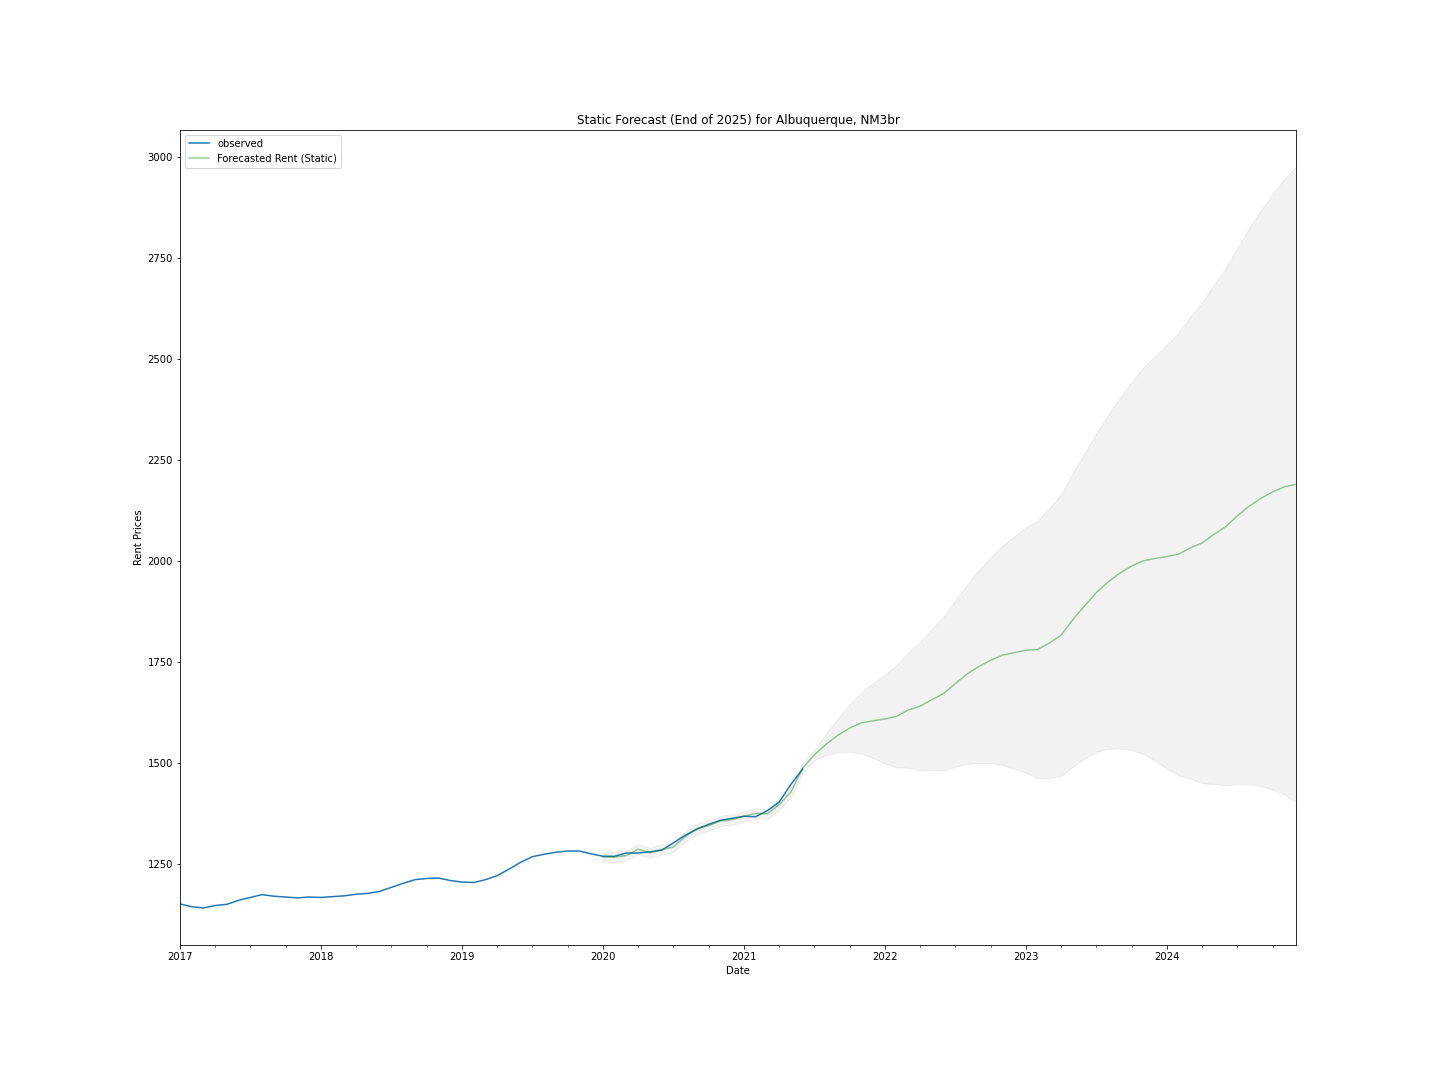 Static Forecast (End of 2025) for Albuquerque, NM3br
observed
Forecasted Rent (Static)
3000
2750
2500
2250
2000
1750
1500
1250
Rent Prices
2017 2018 2019 2020 2021 2022 2023 2024
Date